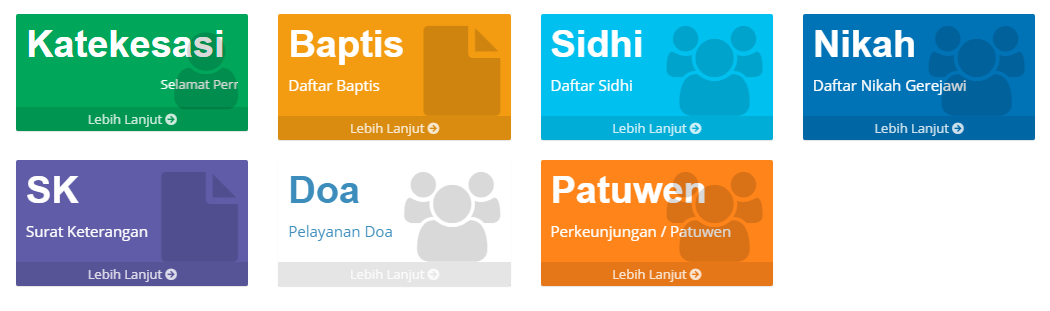 Katekesasi
Selamat
Lebih Lanjut
Baptis
Daftar Baptis
Lebih Lanjut
Sidhi
Daftar Sidhi
Lebih Lanjut
Nikah
Daftar Nikah Gerejawi
Lebih Lanjut
SK
Surat Keterangan
Lebih Lanjut
Doa
Pelayanan Doa
Lebih Lanjut
Patuwen
Perkeunjungan / Patuwen
Lebih Lanjut